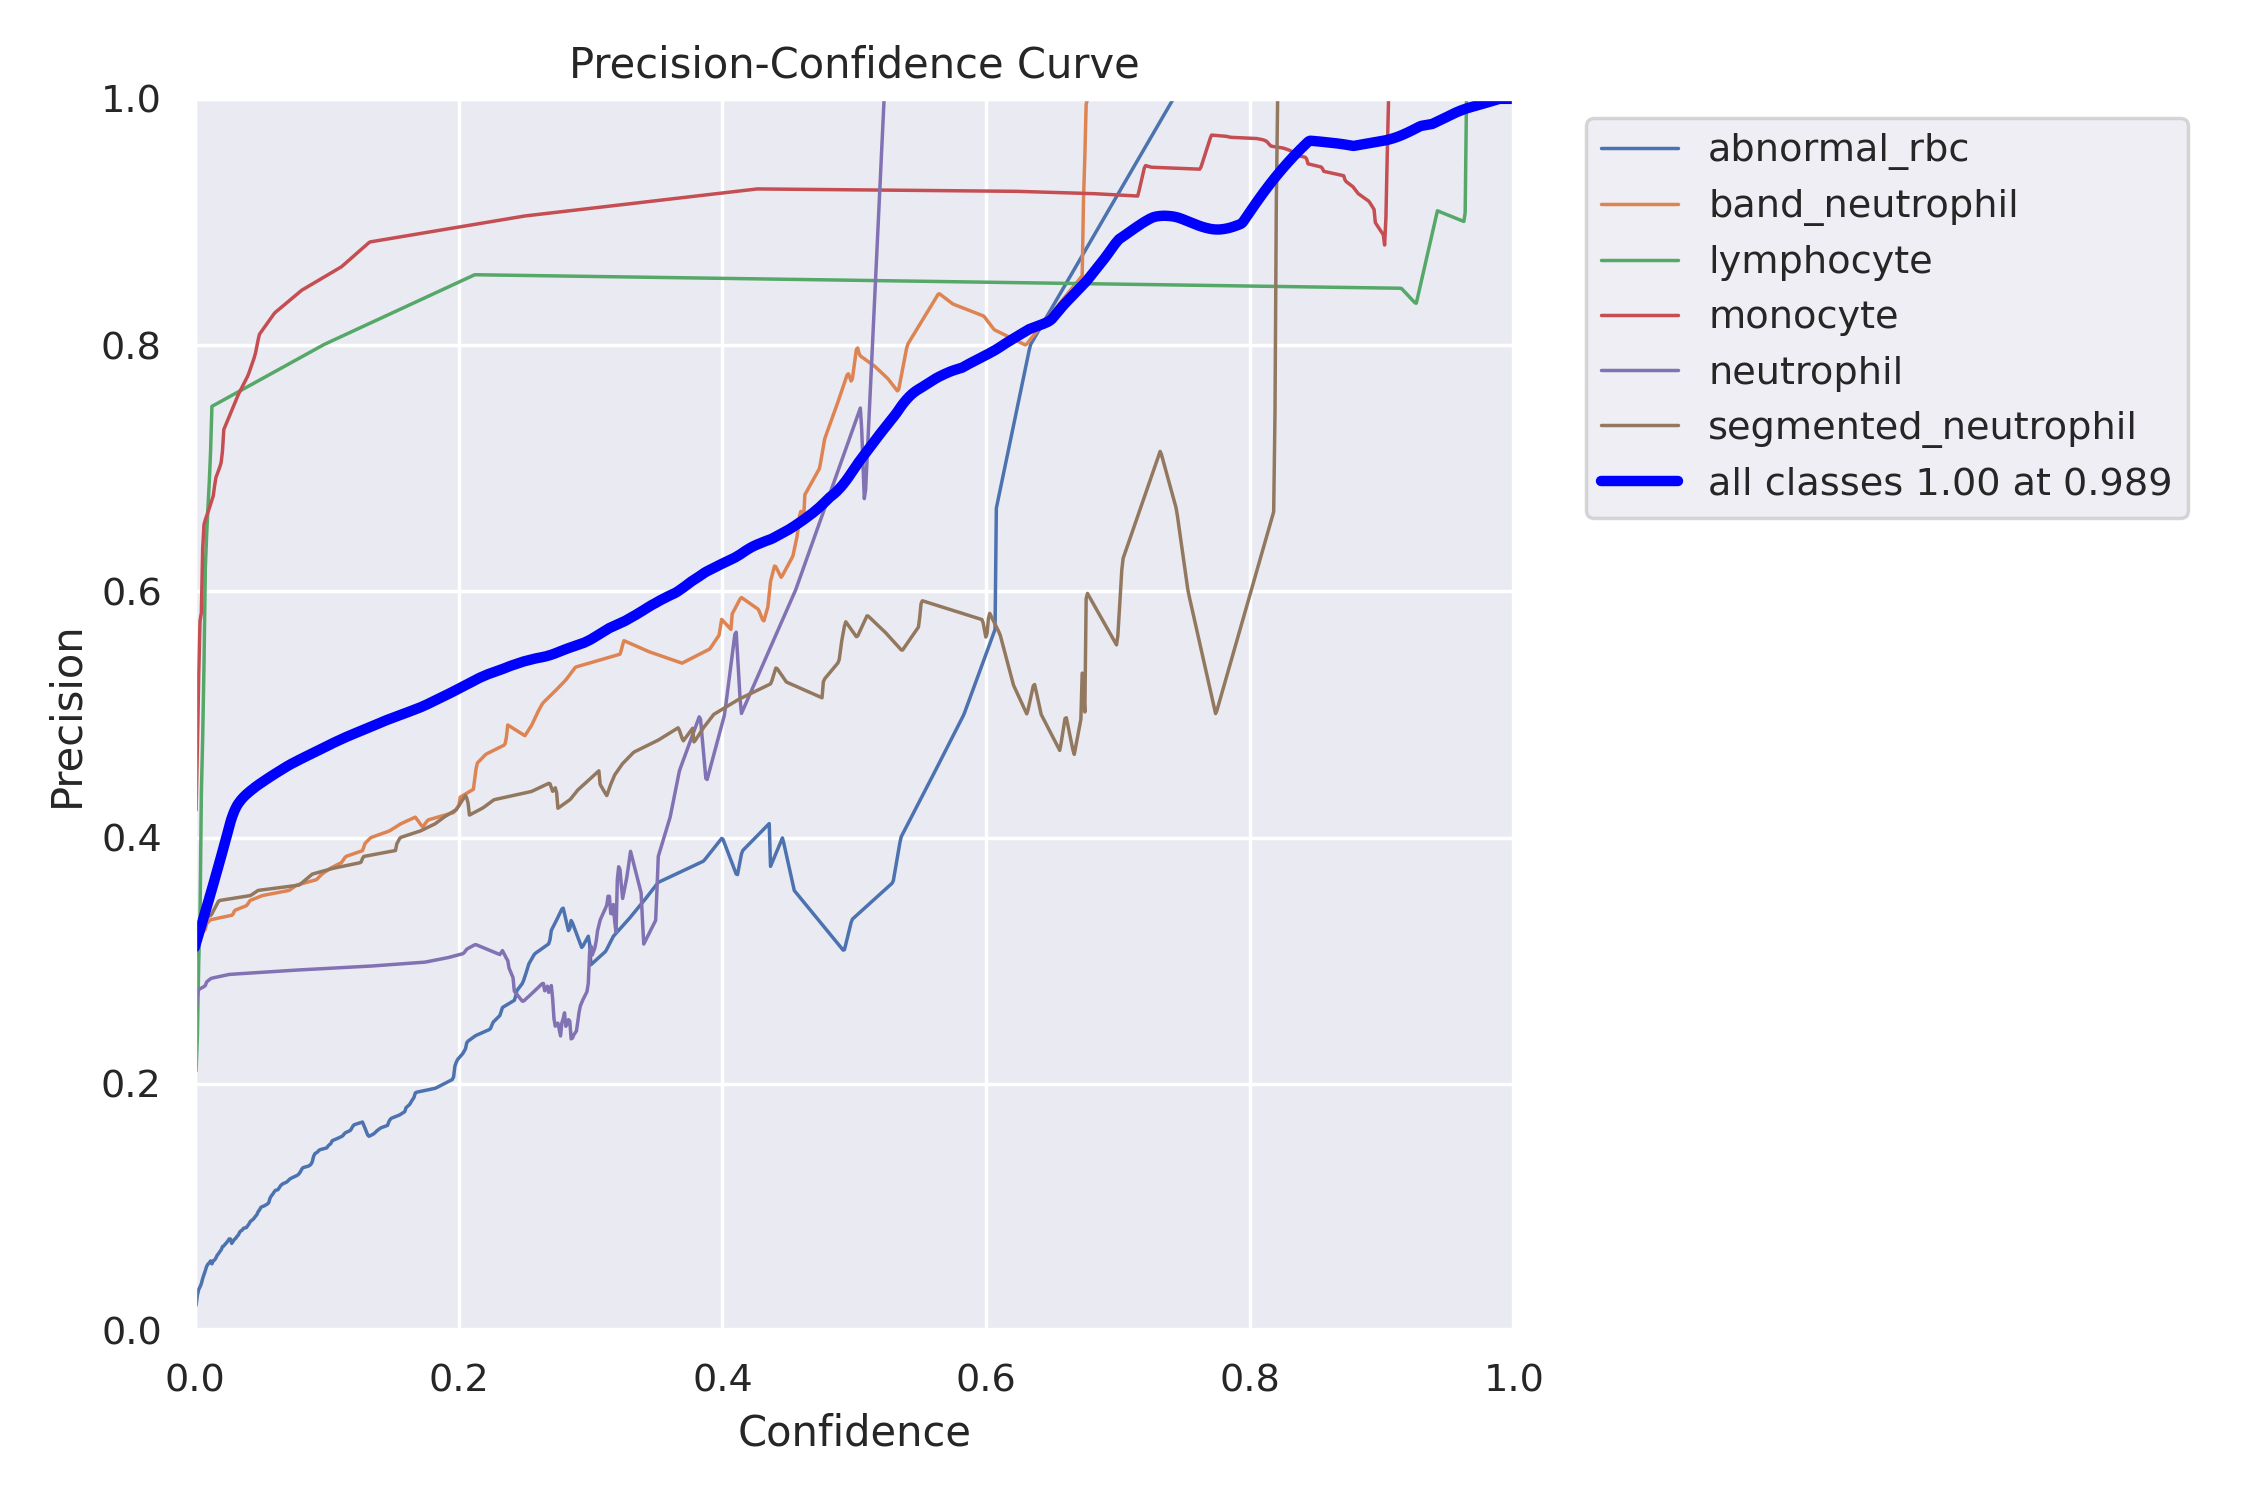 Precision-Confidence Curve
1.0
0.8
0.6
0.4
0.2
0.0
Precision
0.0 0.2 0.4 0.6 0.8 1.0
Confidence
abnormal_rbc
band_neutrophil
lymphocyte
monocyte
neutrophil
segmented_neutrophil
all classes 1.00 at 0.989